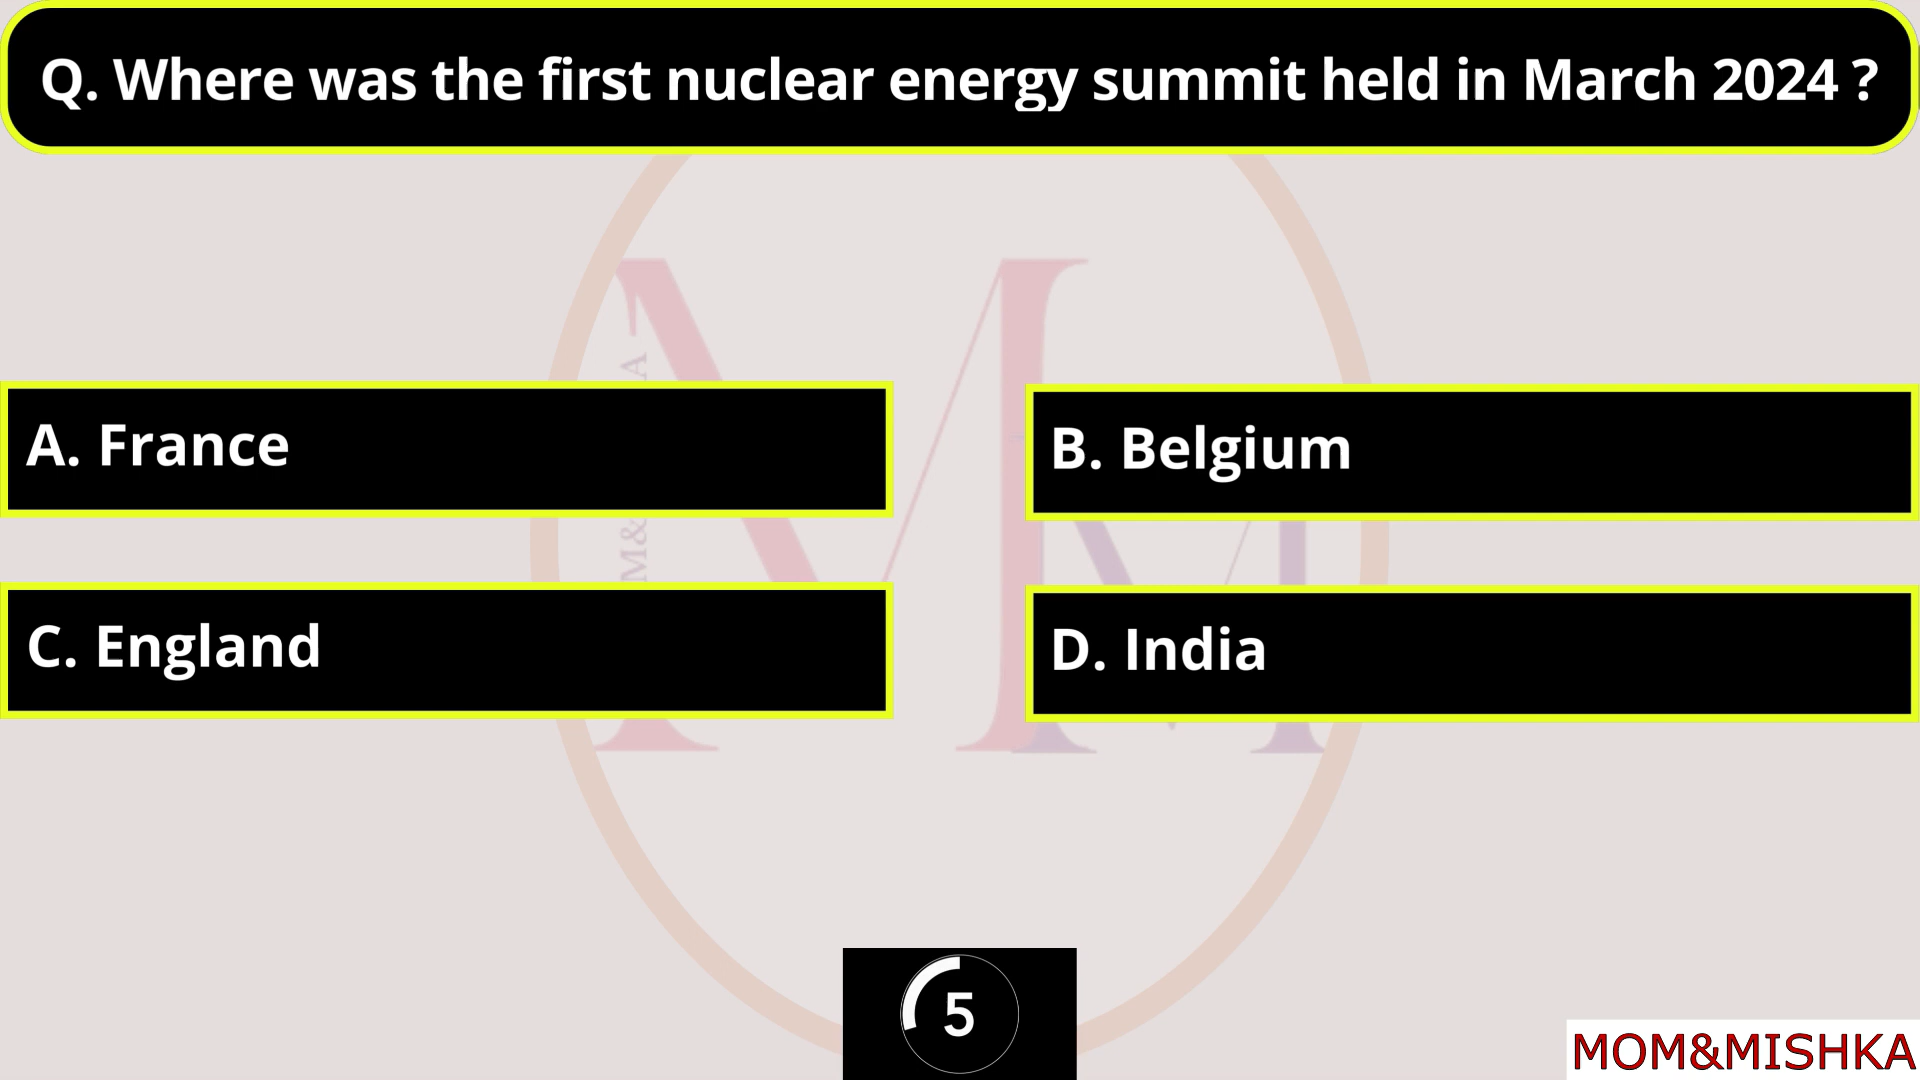 Q. Where was the first nuclear energy summit held in March 2024 ?
A. France
B. Belgium
C. England
D. India
5
MOM&MISHKA